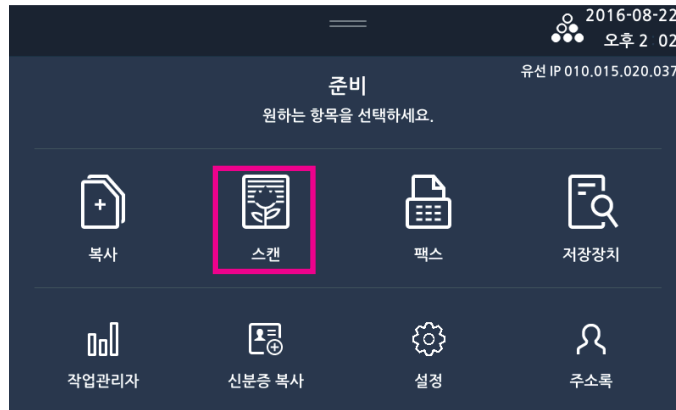 2016-08-22
오후 2 02
유선 IP 010.015.020.037
준비
원하는 항목을 선택하세요.
복사
스캔
팩스
저장장치
작업관리자
신분증 복사
설정
주소록